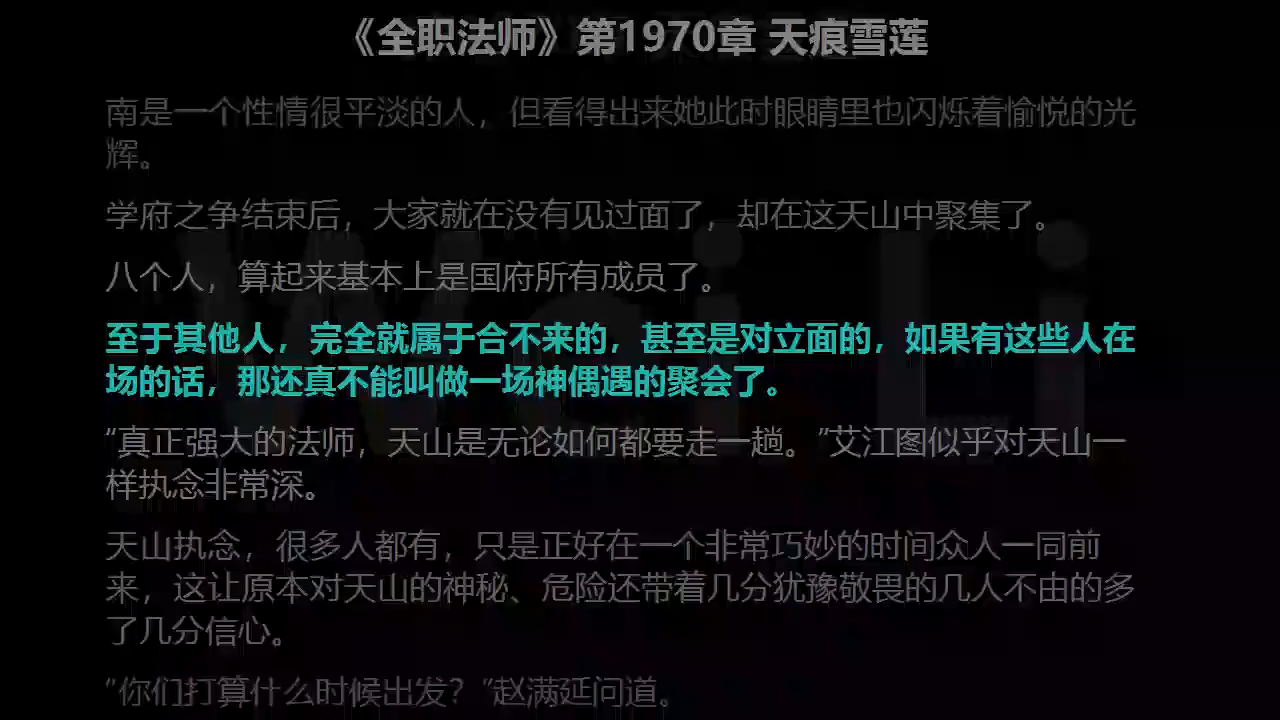 《全职法师》第1970章 天痕雪莲
南是一个性情很平淡的人，但看得出来她此时眼睛里也闪烁着愉悦的光
辉。
学府之争结束后，大家就在没有见过面了，却在这天山中聚集了。
八个人，算起来基本上是国府所有成员了。
至于其他人，完全就属于合不来的，甚至是对立面的，如果有这些人在
场的话，那还真不能叫做一场神偶遇的聚会了。
“真正强大的法师，天山是无论如何都要走一趟。”艾江图似乎对天山一
样执念非常深。
天山执念，很多人都有，只是正好在一个非常巧妙的时间众人一同前
来，这让原本对天山的神秘、危险还带着几分犹豫敬畏的几人不由的多
了几分信心。
“你们打算什么时候出发？”赵满延问道。
Wei Li